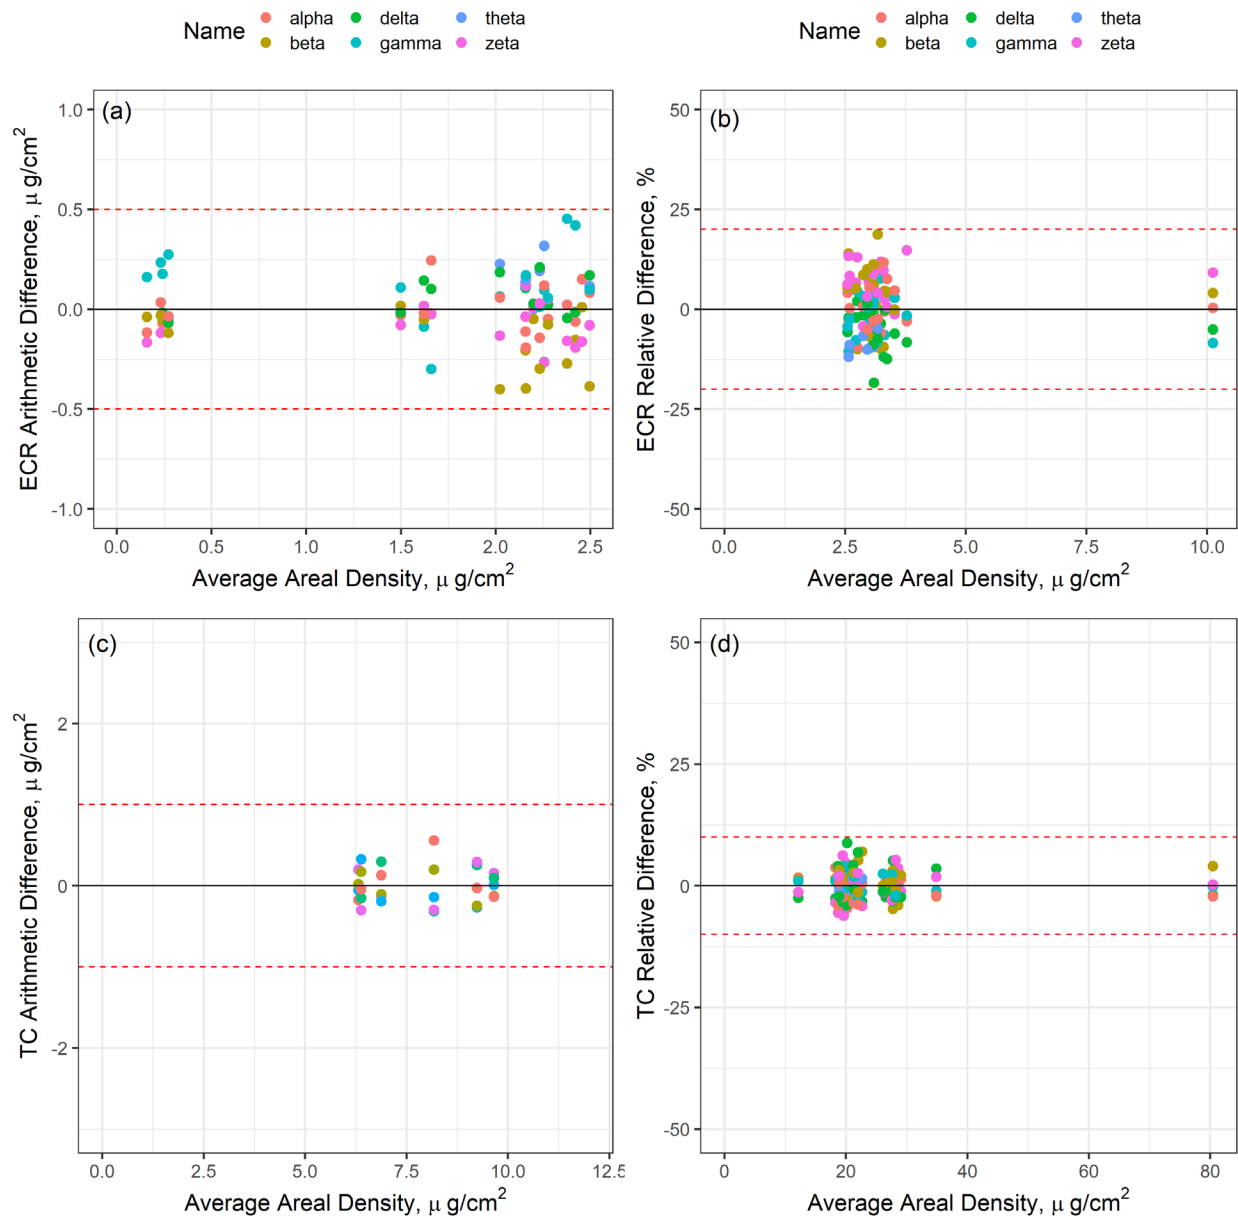 Name alpha delta theta
beta gamma zeta
Name alpha delta theta
beta gamma zeta
(a)
ECR Arithmetic Difference, μ g/cm²
1.0
0.5
0.0
-0.5
-1.0
0.0 0.5 1.0 1.5 2.0 2.5
Average Areal Density, μ g/cm²
(b)
ECR Relative Difference, %
50
25
0
-25
-50
0.0 2.5 5.0 7.5 10.0
Average Areal Density, μ g/cm²
(c)
TC Arithmetic Difference, μ g/cm²
2
0
-2
0.0 2.5 5.0 7.5 10.0 12.5
Average Areal Density, μ g/cm²
(d)
TC Relative Difference, %
50
25
0
-25
-50
0 20 40 60 80
Average Areal Density, μ g/cm²